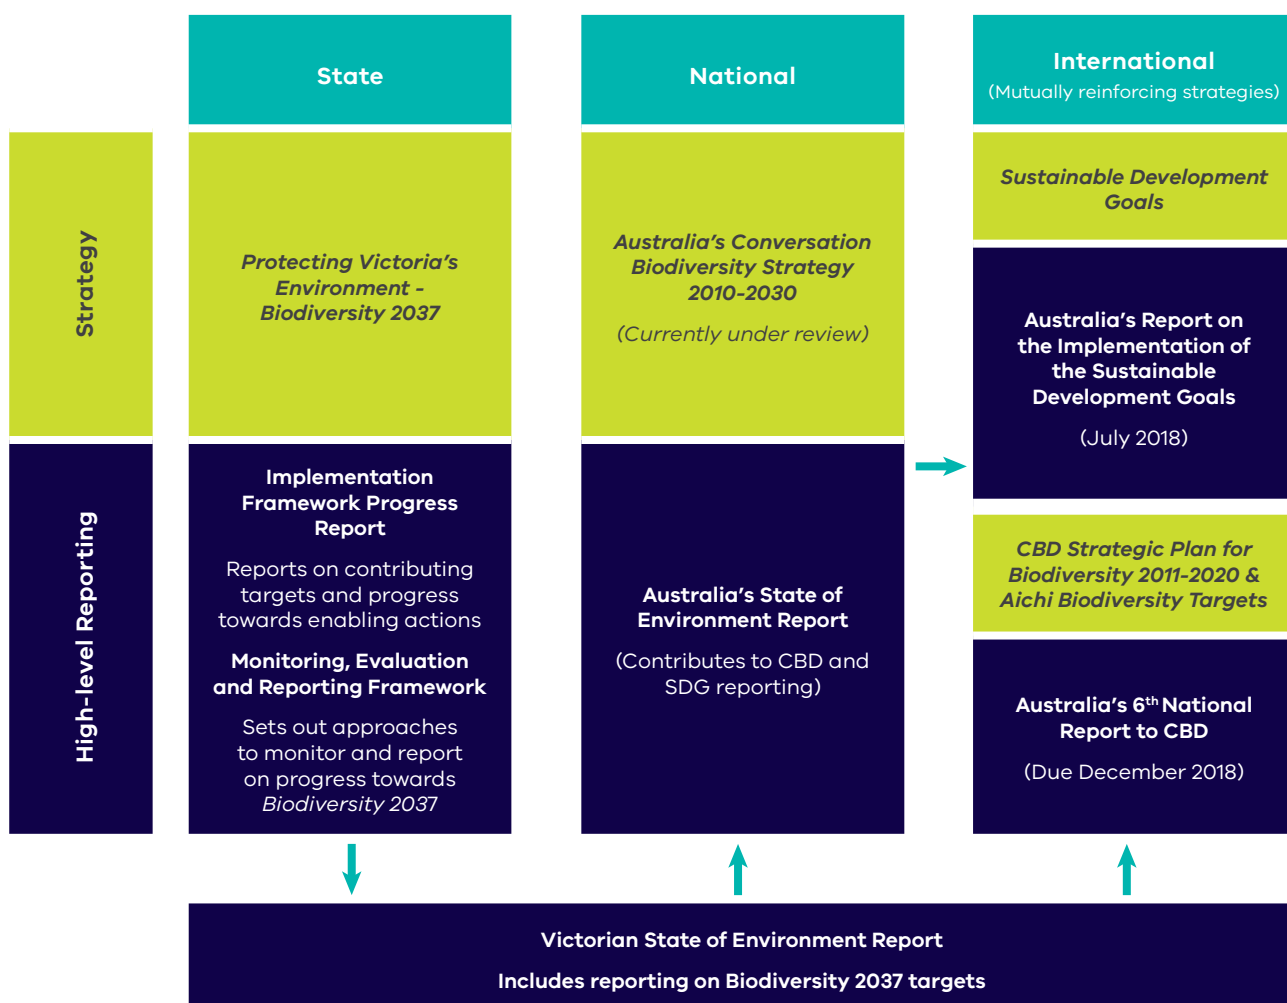 State
National
International
(Mutually reinforcing strategies)
Strategy
Protecting Victoria's
Environment -
Biodiversity 2037
Australia's Conversation
Biodiversity Strategy
2010-2030
(Currently under review)
Sustainable Development
Goals
Australia's Report on
the Implementation of
the Sustainable
Development Goals
(July 2018)
High-level Reporting
Implementation
Framework Progress
Report
Reports on contributing
targets and progress
towards enabling actions
Monitoring, Evaluation
and Reporting Framework
Sets out approaches
to monitor and report
on progress towards
Biodiversity 2037
Australia's State of
Environment Report
(Contributes to CBD and
SDG reporting)
CBD Strategic Plan for
Biodiversity 2011-2020 &
Aichi Biodiversity Targets
Australia's 6th National
Report to CBD
(Due December 2018)
Victorian State of Environment Report
Includes reporting on Biodiversity 2037 targets